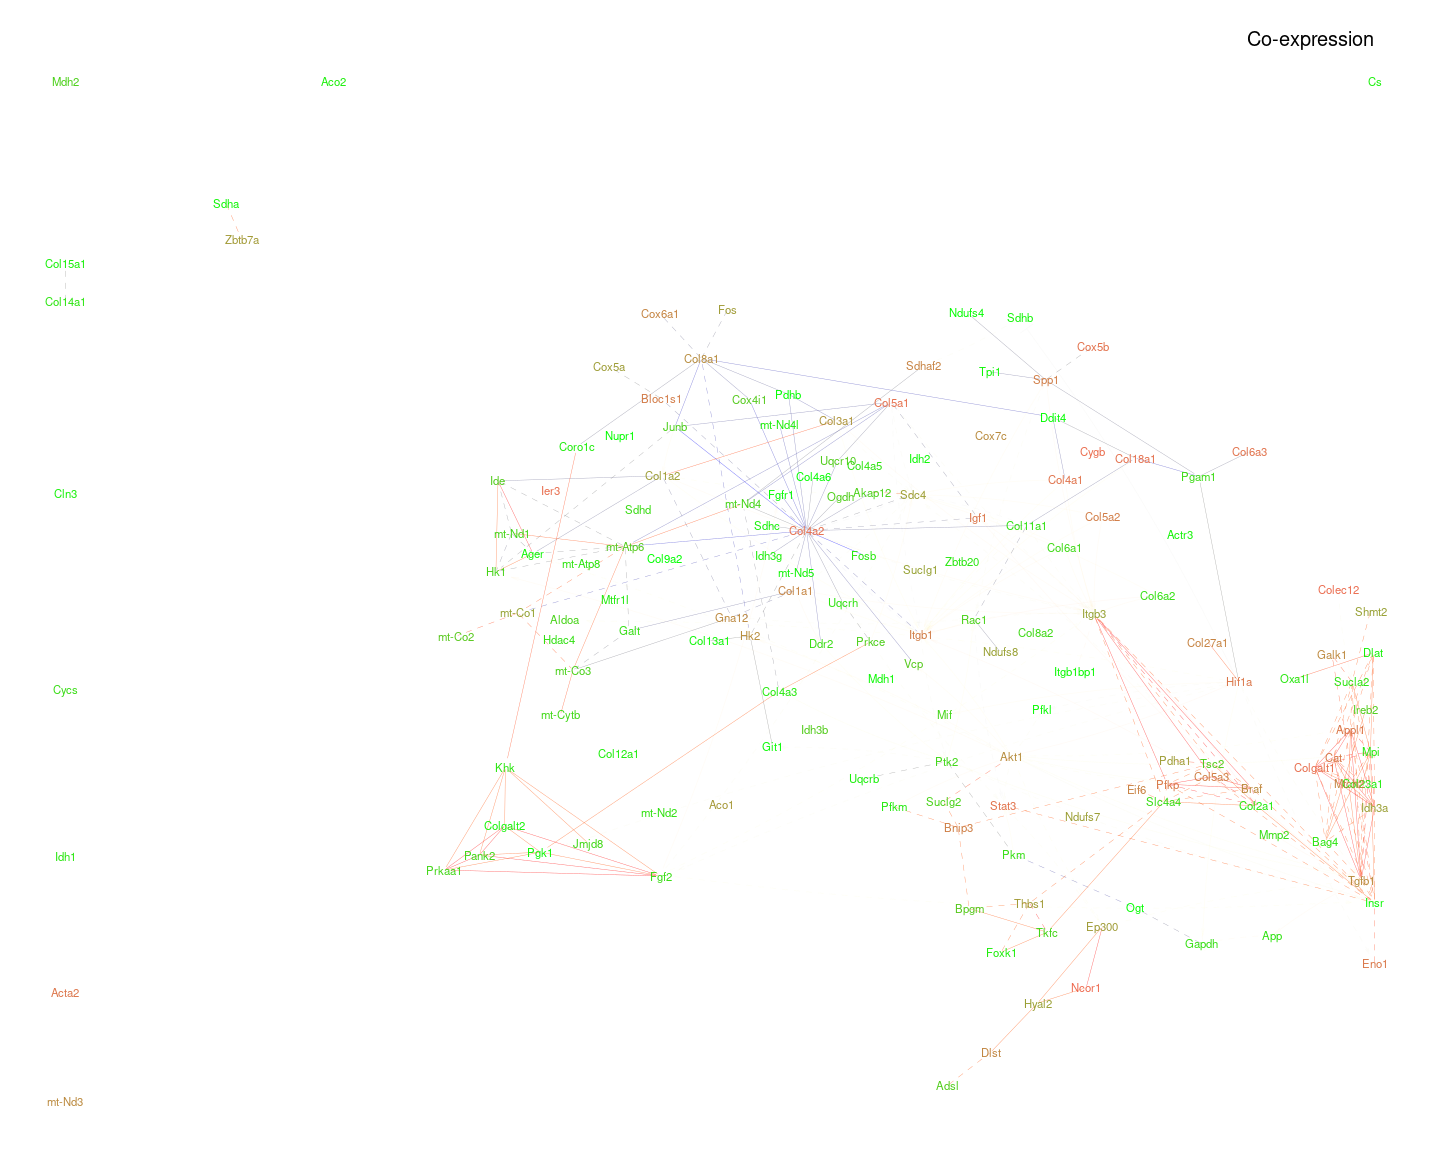 Co-expression
Mdh2
Aco2
Cs
Sdha
Zbtb7a
Col15a1
Col14a1
Cox6a1
Fos
Ndufs4
Sdhb
Cox5b
Col8a1
Cox5a
Sdhaf2
Tpi1
Spp1
Bloc1s1
Cox4i1
Pdhb
Col5a1
Ddit4
Junb
mt-Nd4l
Col3a1
Nupr1
Cox7c
Coro1c
Cygb
Col18a1
Col6a3
Uqcr10
Col4a5
Idh2
Ide
Col1a2
Col4a6
Col4a1
Pgam1
Cln3
Ier3
Fgfr1
Ogdh
Akap12
Sdc4
mt-Nd4
Sdhd
Igf1
Col5a2
Sdhc
Col4a2
Col11a1
mt-Nd1
Actr3
mt-Atp6
Col6a1
Ager
Col9a2
Idh3g
Fosb
Zbtb20
mt-Atp8
Hk1
mt-Nd5
Suclg1
Col1a1
Colec12
Mtfr1l
Uqcrh
Col6a2
mt-Co1
Itgb3
Shmt2
Aldoa
Gna12
Rac1
Galt
Hk2
Itgb1
Col8a2
mt-Co2
Hdac4
Col13a1
Ddr2
Prkce
Col27a1
Ndufs8
Galk1
Dlat
mt-Co3
Vcp
Itgb1bp1
Mdh1
Oxa1l
Hif1a
Sucla2
Cycs
Col4a3
mt-Cytb
Mif
Pfkl
Ireb2
Idh3b
Appl1
Git1
Col12a1
Akt1
Mpi
Cat
Khk
Ptk2
Pdha1
Tsc2
Colgalt1
Uqcrb
Col5a3
Pfkp
Col23a1
Eif6
Braf
mt-Nd2
Aco1
Pfkm
Suclg2
Stat3
Slc4a4
Col2a1
Idh3a
Ndufs7
Colgalt2
Bnip3
Mmp2
Bag4
Jmjd8
Pgk1
Pank2
Pkm
Idh1
Prkaa1
Fgf2
Tgfb1
Insr
Thbs1
Bpgm
Ogt
Ep300
Tkfc
App
Gapdh
Foxk1
Eno1
Ncor1
Acta2
Hyal2
Dlst
Adsl
mt-Nd3